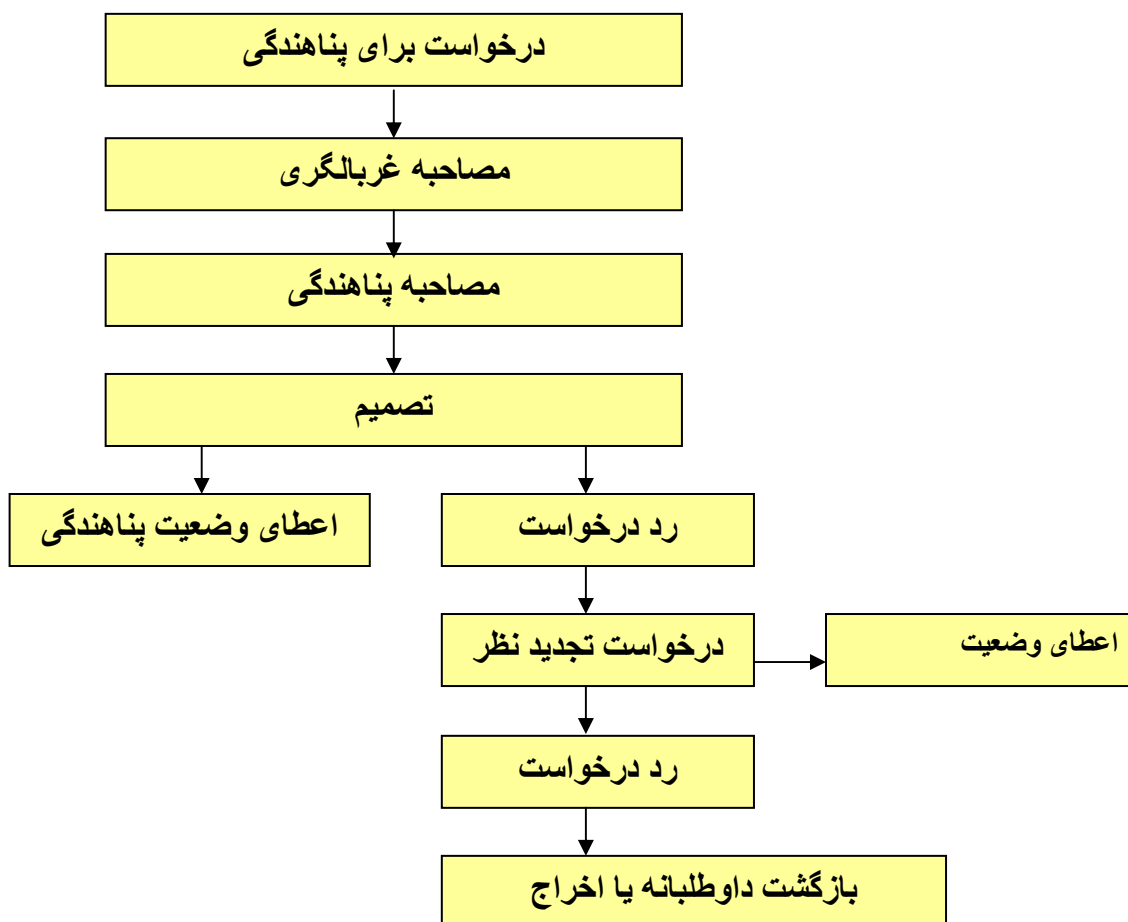 درخواست برای پناهندگی
مصاحبه غربالگری
مصاحبه پناهندگی
تصمیم
رد درخواست
اعطای وضعیت پناهندگی
درخواست تجدید نظر
اعطای وضعیت
رد درخواست
بازگشت داوطلبانه یا اخراج